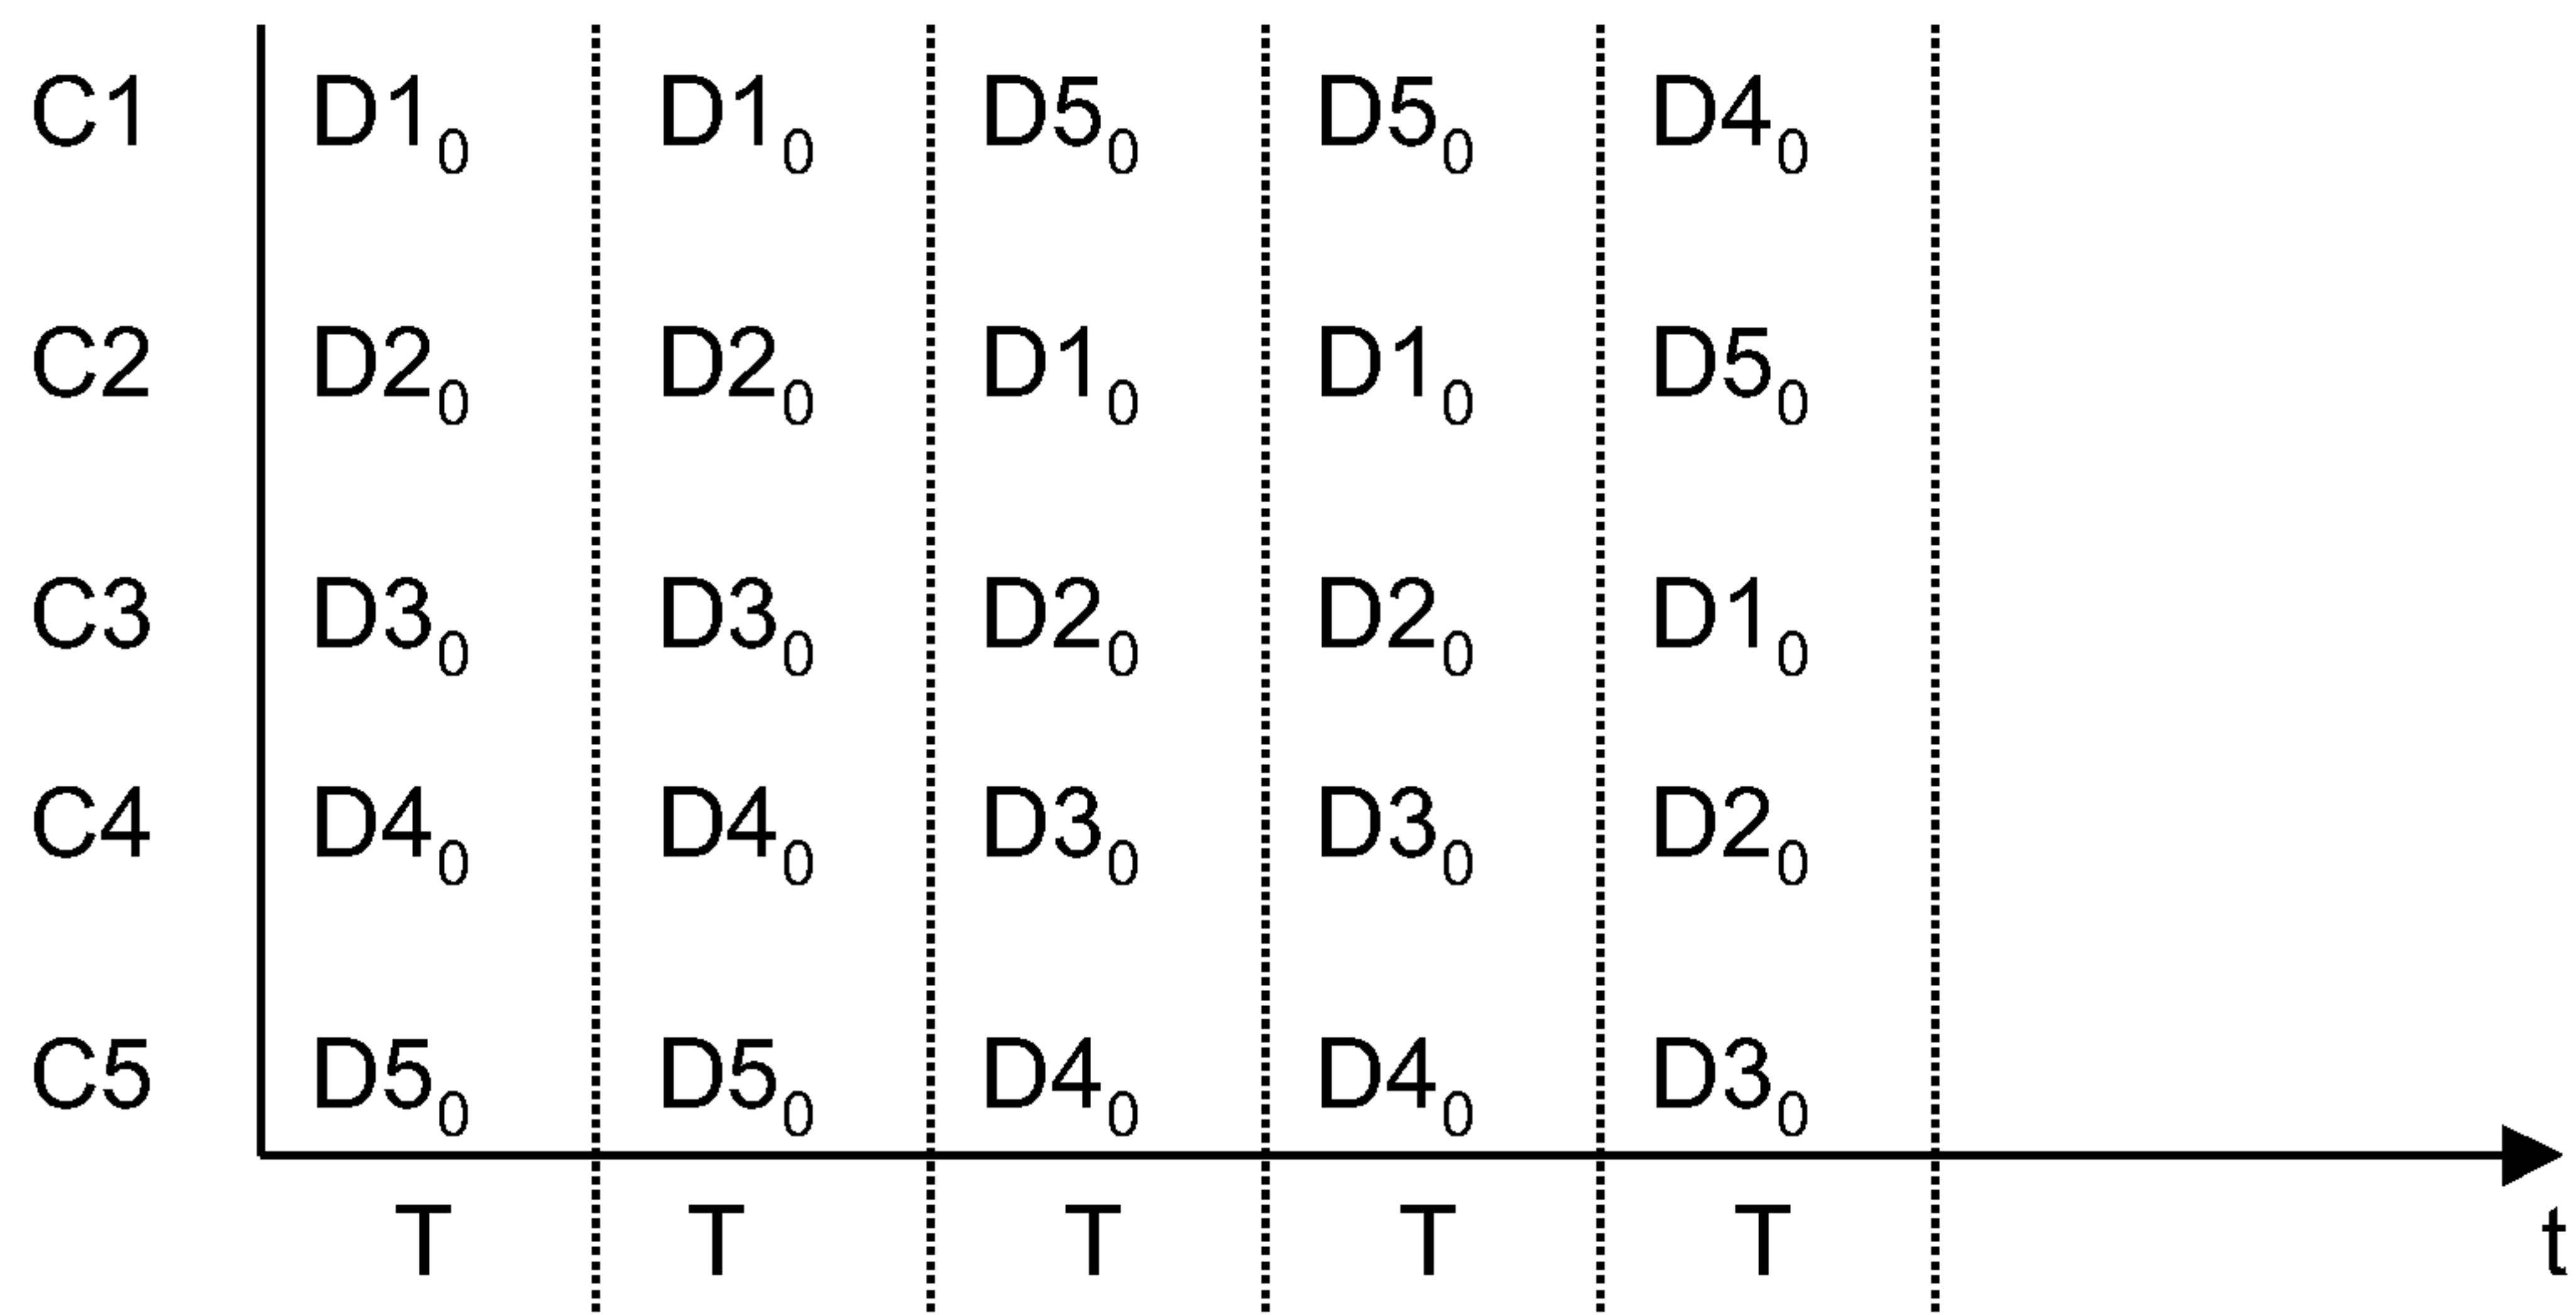 C1 D1₀ D1₀ D5₀ D5₀ D4₀
C2 D2₀ D2₀ D1₀ D1₀ D5₀
C3 D3₀ D3₀ D2₀ D2₀ D1₀
C4 D4₀ D4₀ D3₀ D3₀ D2₀
C5 D5₀ D5₀ D4₀ D4₀ D3₀
T T T T T t